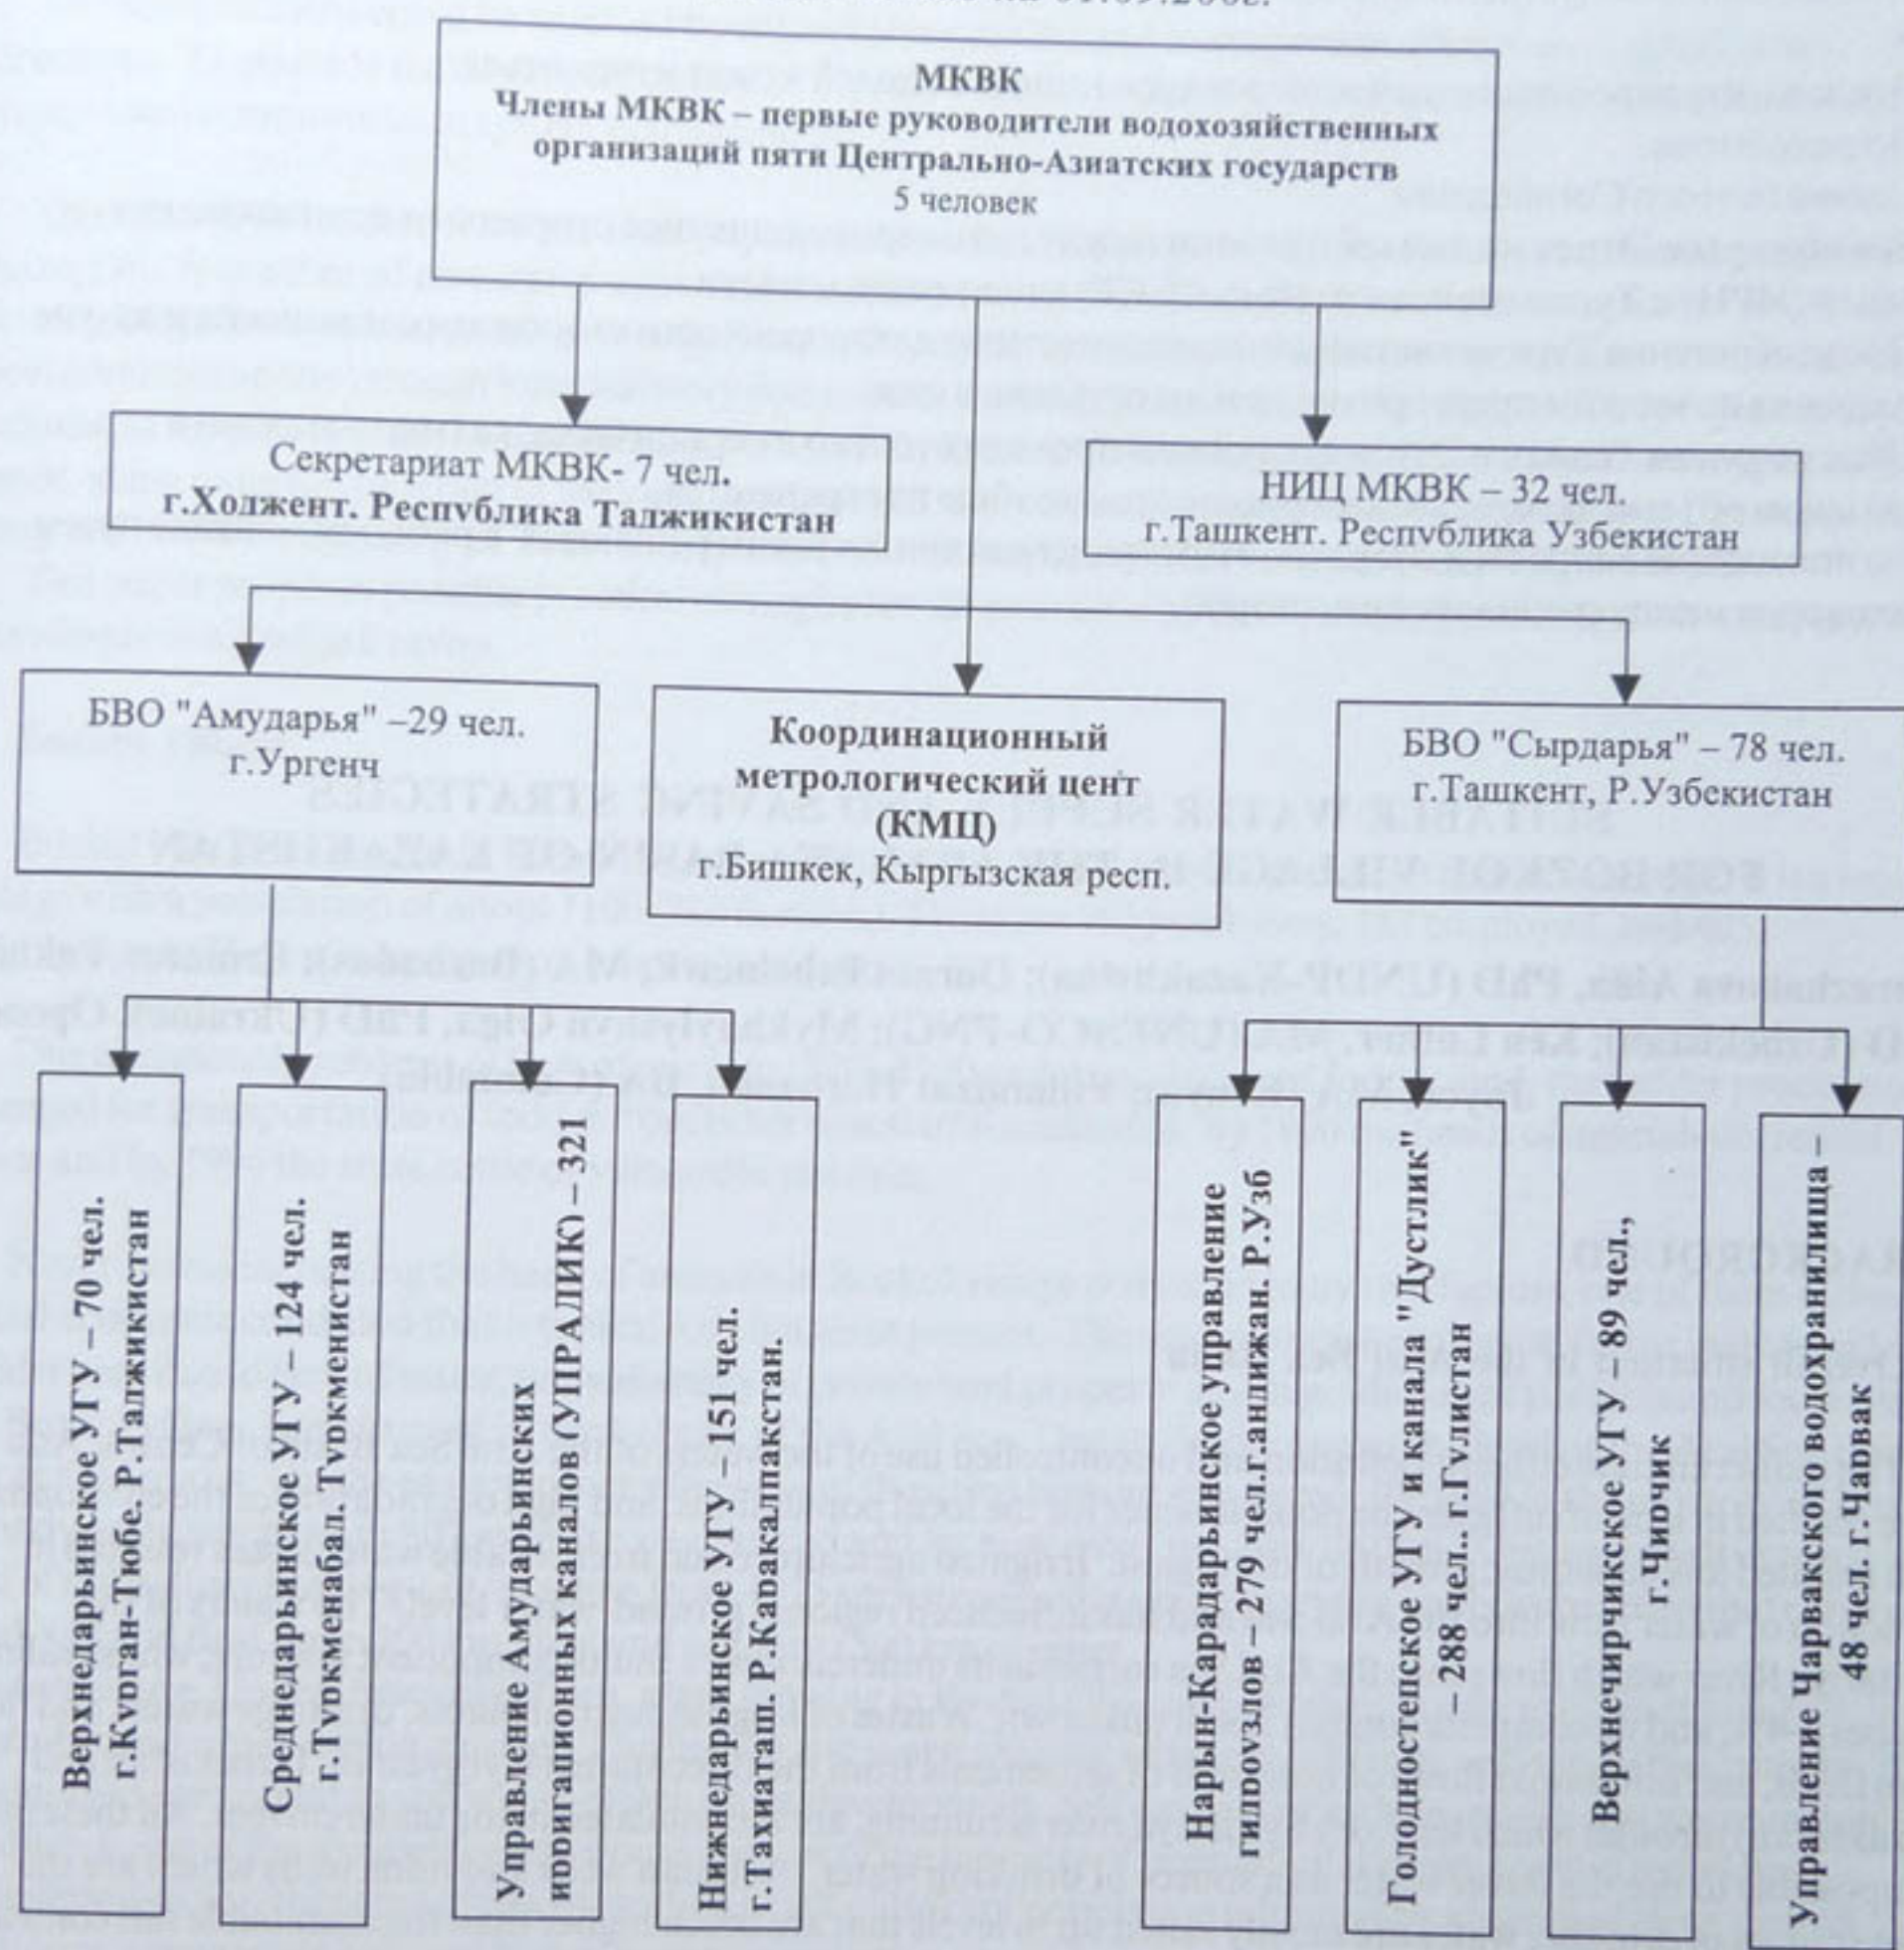 01.09.200
МКВК
Члены МКВК – первые руководители водохозяйственных
организаций пяти Центрально-Азиатских государств
5 человек
Секретариат МКВК- 7 чел.
г.Ходжент. Республика Таджикистан
НИЦ МКВК – 32 чел.
г.Ташкент. Республика Узбекистан
БВО "Амударья" –29 чел.
г.Ургенч
Координационный
метрологический цент
(КМЦ)
г.Бишкек, Кыргызская респ.
БВО "Сырдарья" – 78 чел.
г.Ташкент, Р.Узбекистан
Верхнедарьинское УГУ – 70 чел.
г.Курган-Тюбе. Р.Таджикистан
Среднедарьинское УГУ – 124 чел.
г.Туркменабад. Туркменистан
Управление Амударьинских
ирригационных каналов (УПРАДИК) – 321
Нижнедарьинское УГУ – 151 чел.
г.Тахиаташ. Р.Каракалпакстан.
Нарын-Карадарьинское управление
гидроузлов – 279 чел.г.андижан. Р.Узб
Голодностепское УГУ и канала "Дустлик"
– 288 чел.. г.Гулистан
Верхнечирчикское УГУ – 89 чел.,
г.Чирчик
Управление Чарвакского водохранилища –
48 чел. г.Чарвак